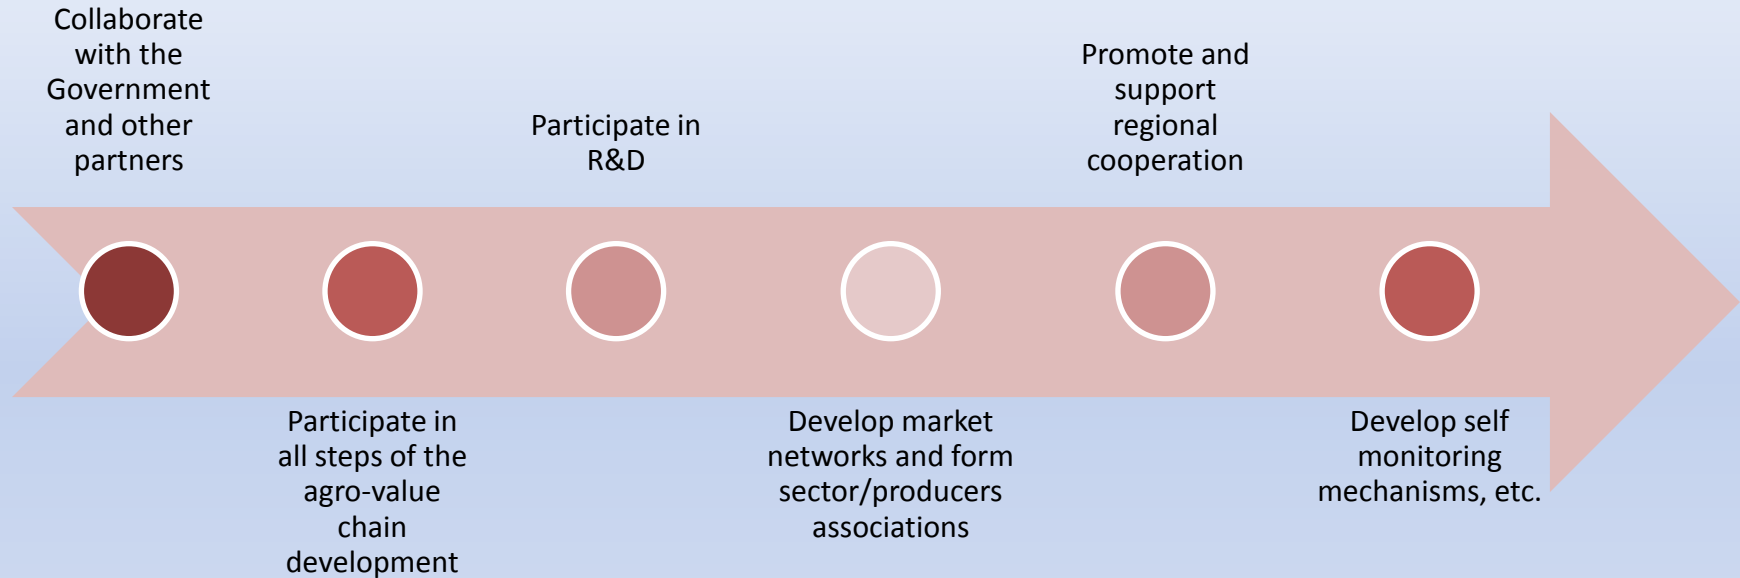 Collaborate
with the
Government
and other
partners
Participate in
all steps of the
agro-value
chain
development
Participate in
R&D
Develop market
networks and form
sector/producers
associations
Promote and
support
regional
cooperation
Develop self
monitoring
mechanisms, etc.